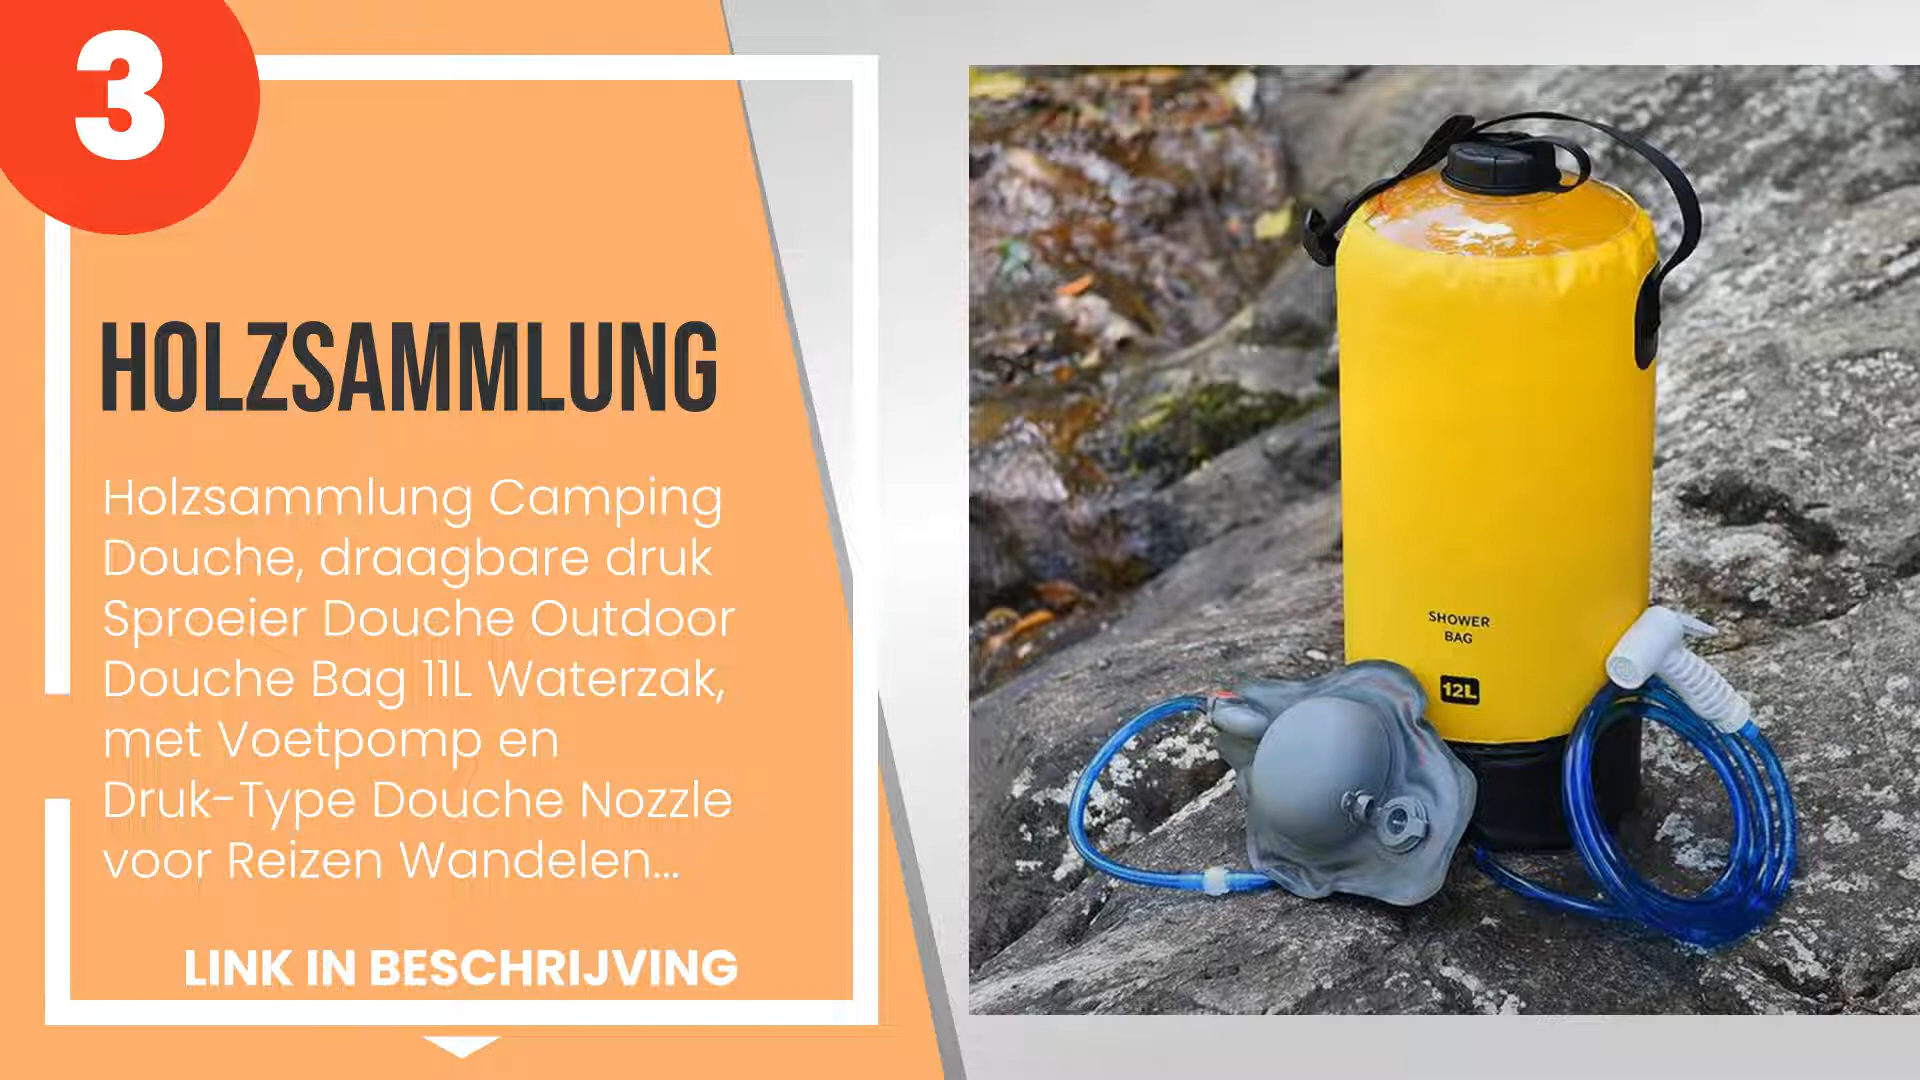 3
HOLZSAMMLUNG
Holzsammlung Camping
Douche, draagbare druk
Sproeier Douche Outdoor
Douche Bag 11L Waterzak,
met Voetpomp en
Druk-Type Douche Nozzle
voor Reizen Wandelen...
LINK IN BESCHRIJVING
SHOWER
BAG
12L